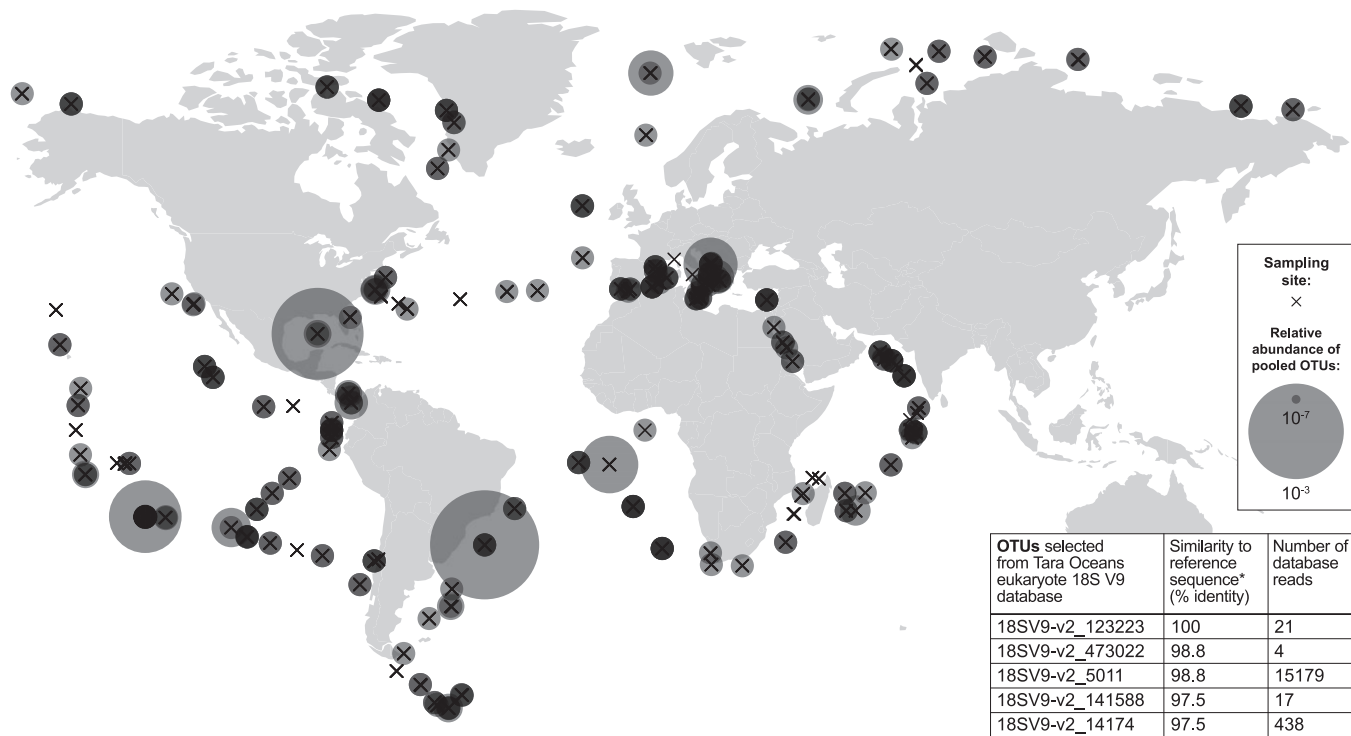 Sampling
site:
Relative
abundance of
pooled OTUs:
10⁻⁷
10⁻³
OTUs selected
from Tara Oceans
eukaryote 18S V9
database
Similarity to
reference
sequence*
(% identity)
Number of
database
reads
18SV9-v2_123223 100 21
18SV9-v2_473022 98.8 4
18SV9-v2_5011 98.8 15179
18SV9-v2_141588 97.5 17
18SV9-v2_14174 97.5 438